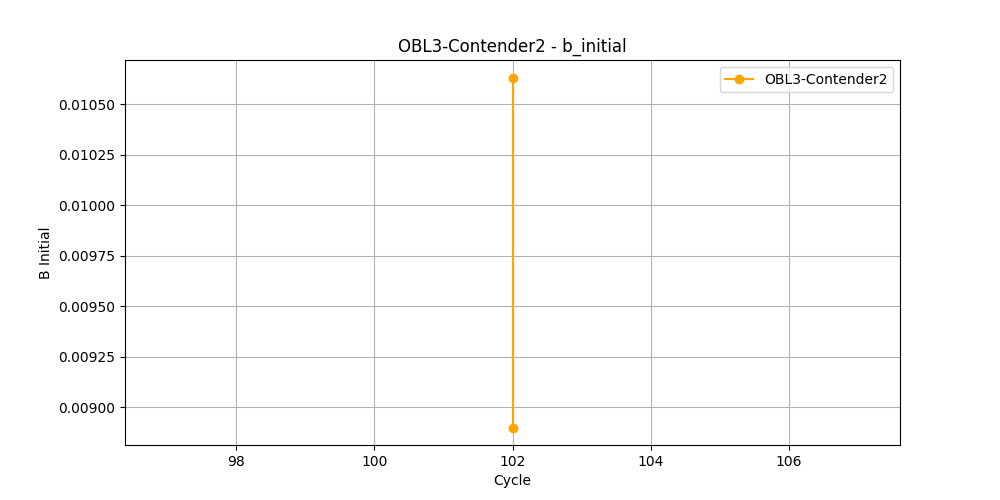 OBL3-Contender2 - b_initial
OBL3-Contender2
0.01050
0.01025
0.01000
0.00975
0.00950
0.00925
0.00900
B Initial
98 100 102 104 106
Cycle